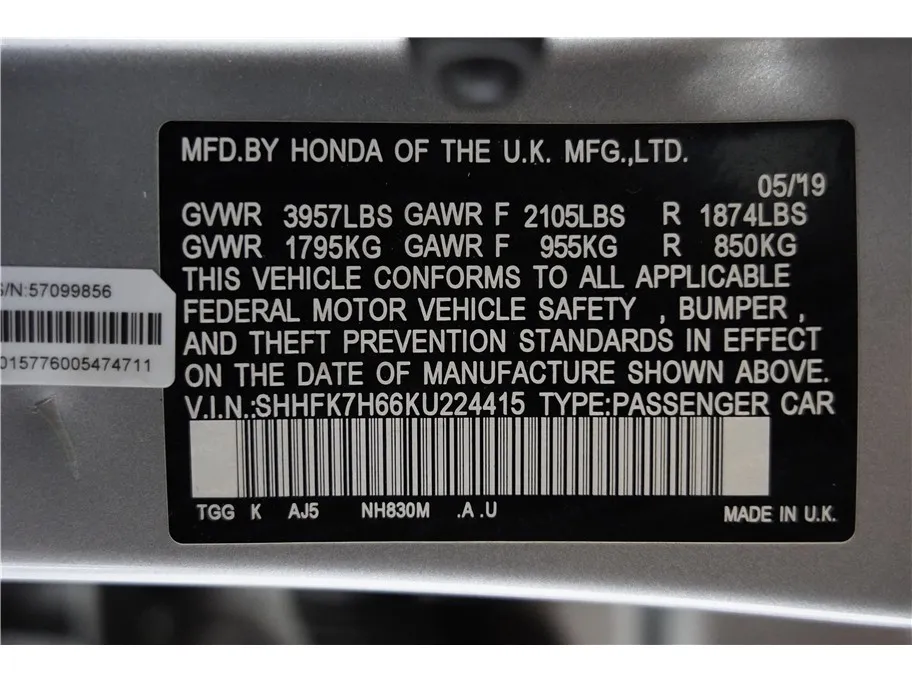 MFD.BY HONDA OF THE U.K. MFG.,LTD.
05/'19
GVWR 3957LBS GAWR F 2105LBS R 1874LBS
GVWR 1795KG GAWR F 955KG R 850KG
THIS VEHICLE CONFORMS TO ALL APPLICABLE
FEDERAL MOTOR VEHICLE SAFETY , BUMPER ,
AND THEFT PREVENTION STANDARDS IN EFFECT
ON THE DATE OF MANUFACTURE SHOWN ABOVE.
V.I.N.:SHHFK7H66KU224415 TYPE:PASSENGER CAR
TGG K AJ5 NH830M .A .U MADE IN U.K.
S/N:57099856
015776005474711